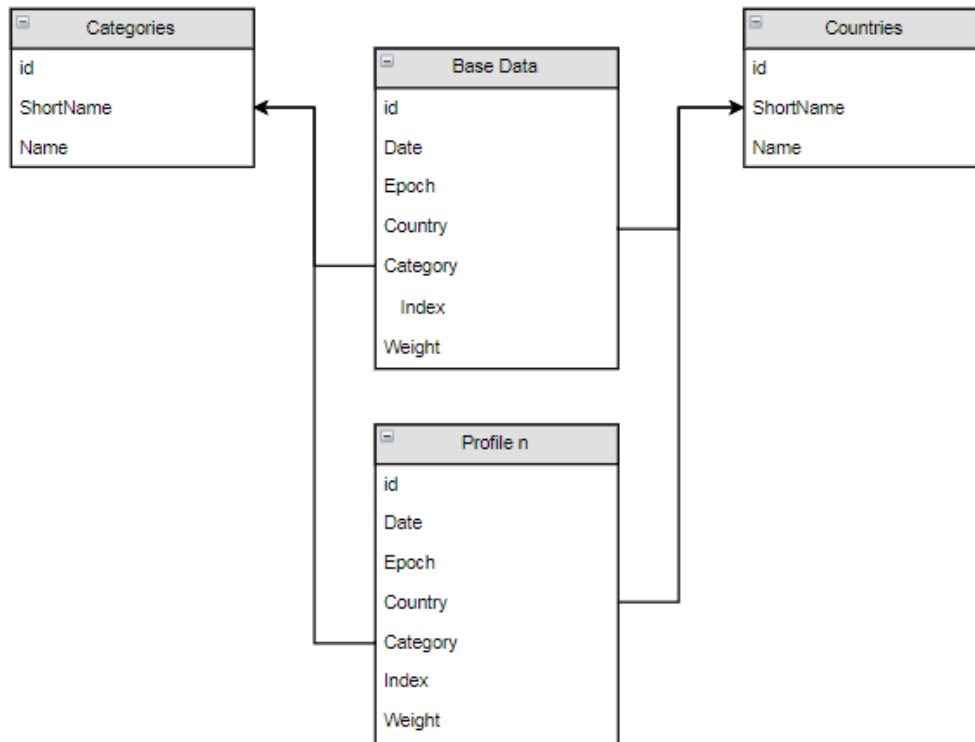 Categories
id
ShortName
Name
Base Data
id
Date
Epoch
Country
Category
Index
Weight
Countries
id
ShortName
Name
Profile n
id
Date
Epoch
Country
Category
Index
Weight